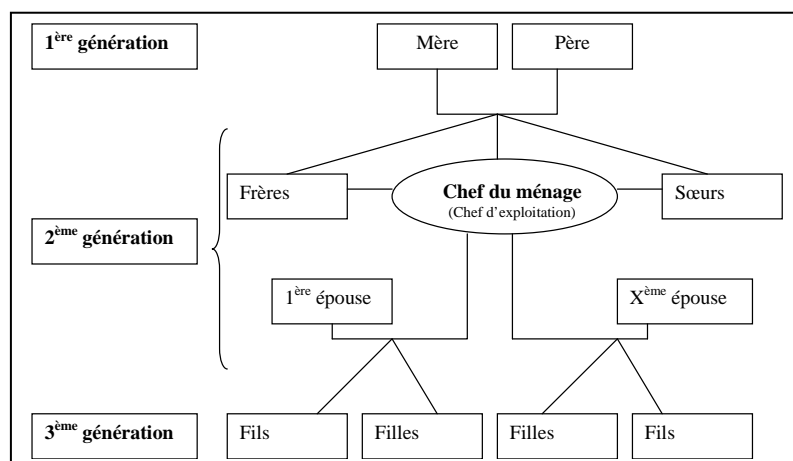 1ère génération
Mère
Père
Frères
Chef du ménage
(Chef d'exploitation)
Sœurs
2ème génération
1ère épouse
Xème épouse
3ème génération
Fils
Filles
Filles
Fils